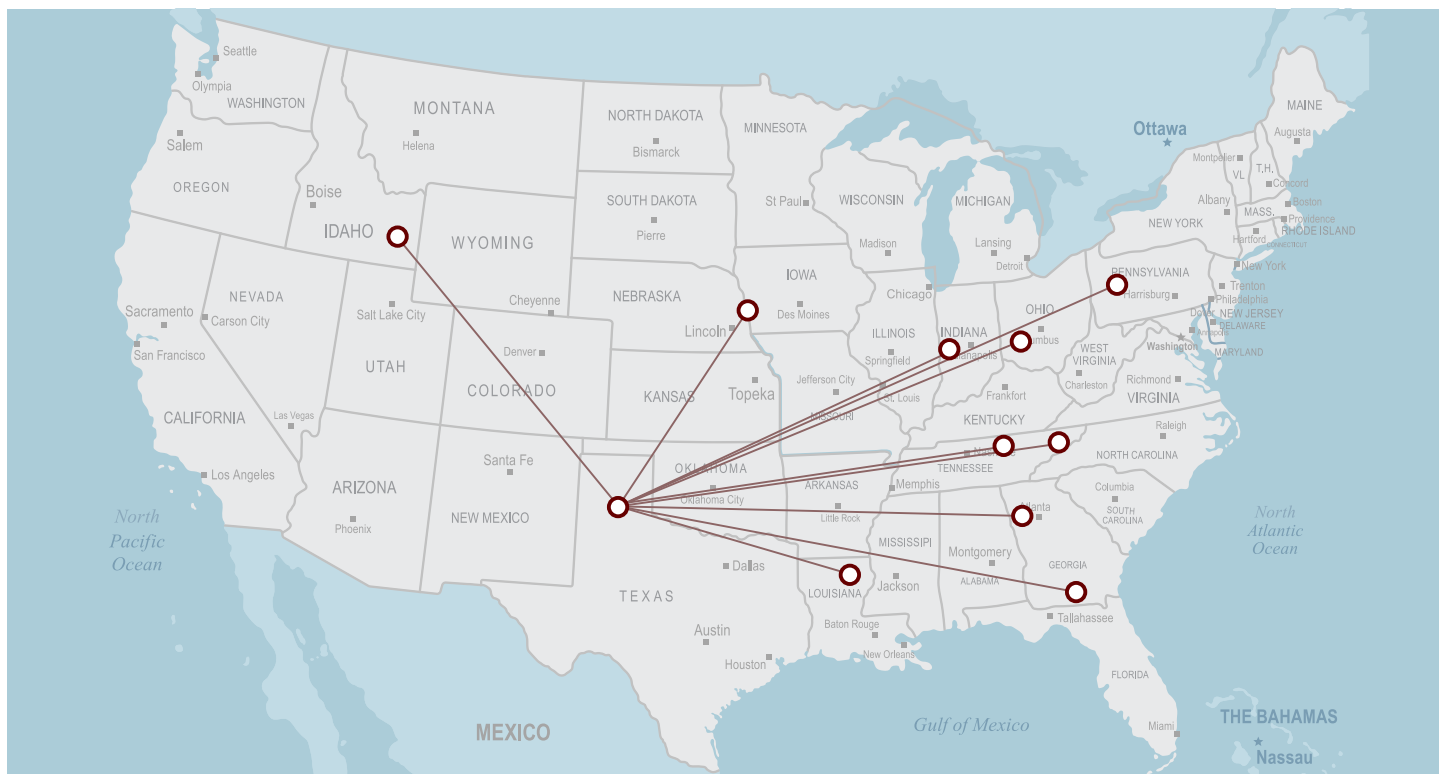 Seattle
Olympia
WASHINGTON
MONTANA
Helena
NORTH DAKOTA
Bismarck
MINNESOTA
Ottawa
MAINE
Augusta
Salem
OREGON
Boise
IDAHO
WYOMING
SOUTH DAKOTA
Pierre
St Paul
WISCONSIN
Madison
MICHIGAN
Lansing
Detroit
Montpelier
VL
T.H.
Concord
Albany
NEW YORK
MASS.
Boston
Providence
RHODE ISLAND
Hartford
CONNECTICUT
NEVADA
Sacramento
Carson City
San Francisco
Salt Lake City
UTAH
Cheyenne
NEBRASKA
Lincoln
IOWA
Des Moines
Chicago
ILLINOIS
Springfield
INDIANA
OHIO
PENNSYLVANIA
Harrisburg
New York
Trenton
Philadelphia
NEW JERSEY
DELAWARE
Annapolis
Washington
MARYLAND
Denver
COLORADO
KANSAS
Topeka
Jefferson City
MISSOURI
St. Louis
Frankfort
KENTUCKY
WEST
VIRGINIA
Charleston
Richmond
VIRGINIA
CALIFORNIA
Las Vegas
Los Angeles
ARIZONA
Phoenix
Santa Fe
NEW MEXICO
OKLAHOMA
Oklahoma City
ARKANSAS
Little Rock
TENNESSEE
Memphis
Raleigh
NORTH CAROLINA
Columbia
SOUTH
CAROLINA
North
Pacific
Ocean
North
Atlantic
Ocean
Dallas
TEXAS
Austin
Houston
LOUISIANA
Baton Rouge
New Orleans
MISSISSIPI
Jackson
Montgomery
ALABAMA
GEORGIA
Tallahassee
FLORIDA
Miami
MEXICO
Gulf of Mexico
THE BAHAMAS
Nassau